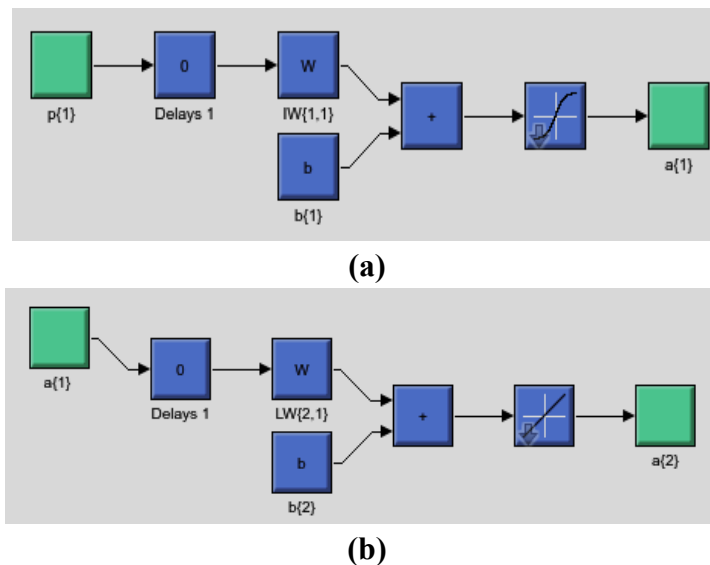 0 W
p{1} Delays 1 IW{1,1}
+
a{1}
b
b{1}
(a)
0 W
a{1}
Delays 1 LW{2,1}
+
b
a{2}
b{2}
(b)